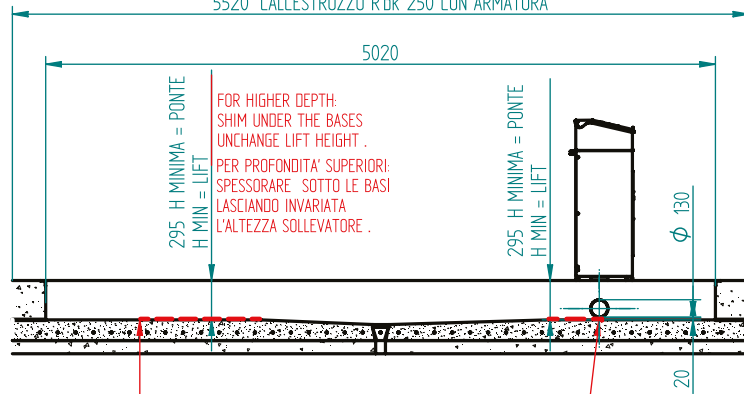 5520 CALLESTRUZZO R'BK 250 CON ARMATURA
5020
295 H MINIMA = PONTE
H MIN = LIFT
FOR HIGHER DEPTH:
SHIM UNDER THE BASES
UNCHANGE LIFT HEIGHT .
PER PROFONDITA' SUPERIORI:
SPESSORARE SOTTO LE BASI
LASCIANDO INVARIATA
L'ALTEZZA SOLLEVATORE .
295 H MINIMA = PONTE
H MIN = LIFT
ϕ 130
20